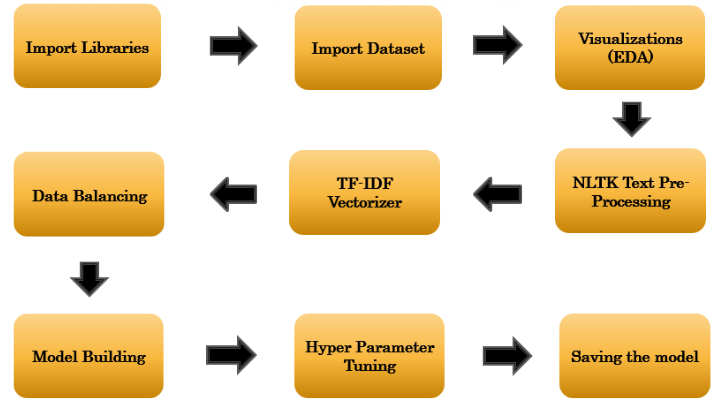 Import Libraries
Import Dataset
Visualizations
(EDA)
NLTK Text Pre-
Processing
TF-IDF
Vectorizer
Data Balancing
Model Building
Hyper Parameter
Tuning
Saving the model